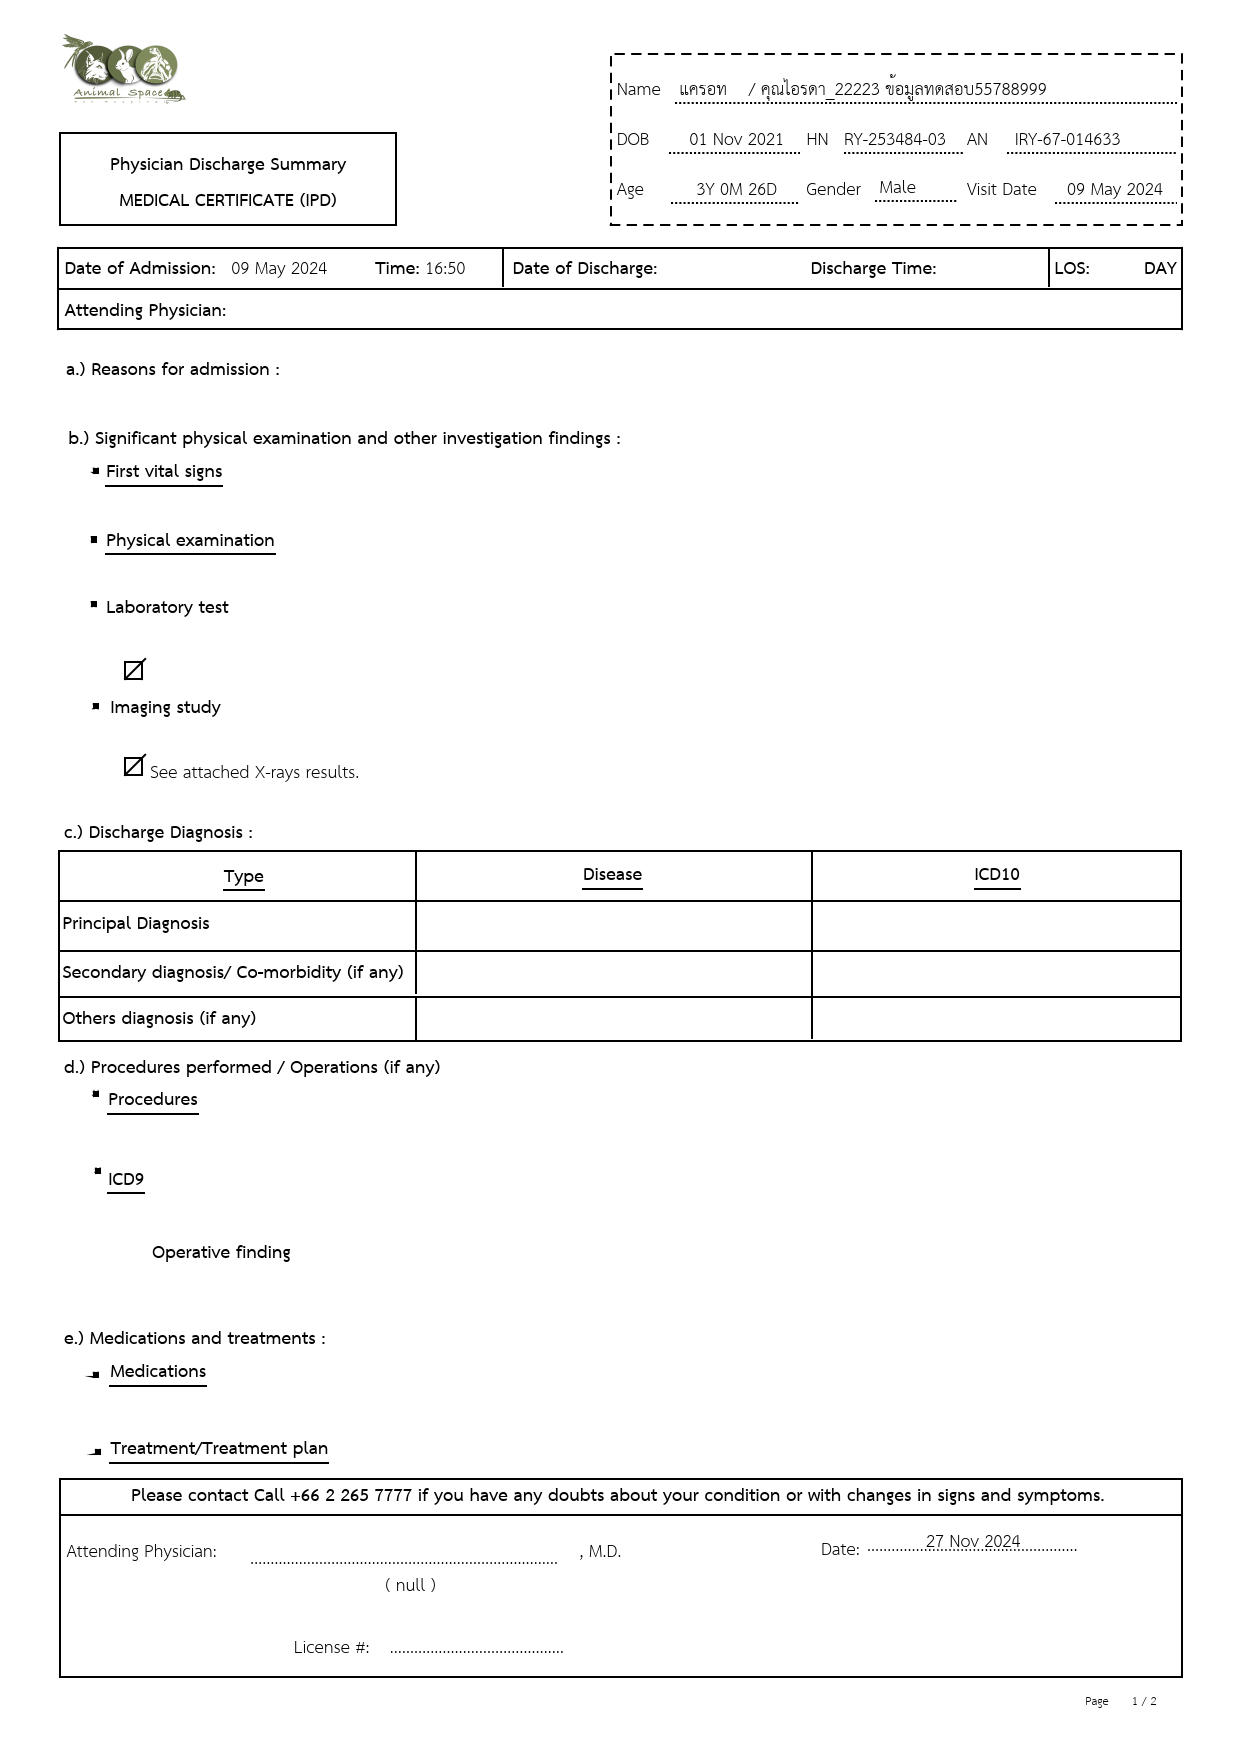 Animal Space
Name แครอท / คุณไอรดา_22223 ข้อมูลทดสอบ55788999
DOB 01 Nov 2021 HN RY-253484-03 AN IRY-67-014633
Physician Discharge Summary
MEDICAL CERTIFICATE (IPD)
Age 3Y 0M 26D Gender Male Visit Date 09 May 2024
Date of Admission: 09 May 2024 Time: 16:50 Date of Discharge: Discharge Time: LOS: DAY
Attending Physician:
a.) Reasons for admission :
b.) Significant physical examination and other investigation findings :
First vital signs
Physical examination
Laboratory test
Imaging study
See attached X-rays results.
c.) Discharge Diagnosis :
Type Disease ICD10
Principal Diagnosis
Secondary diagnosis/ Co-morbidity (if any)
Others diagnosis (if any)
d.) Procedures performed / Operations (if any)
Procedures
ICD9
Operative finding
e.) Medications and treatments :
Medications
Treatment/Treatment plan
Please contact Call +66 2 265 7777 if you have any doubts about your condition or with changes in signs and symptoms.
Attending Physician: , M.D. Date: 27 Nov 2024
( null )
License #:
Page 1 / 2